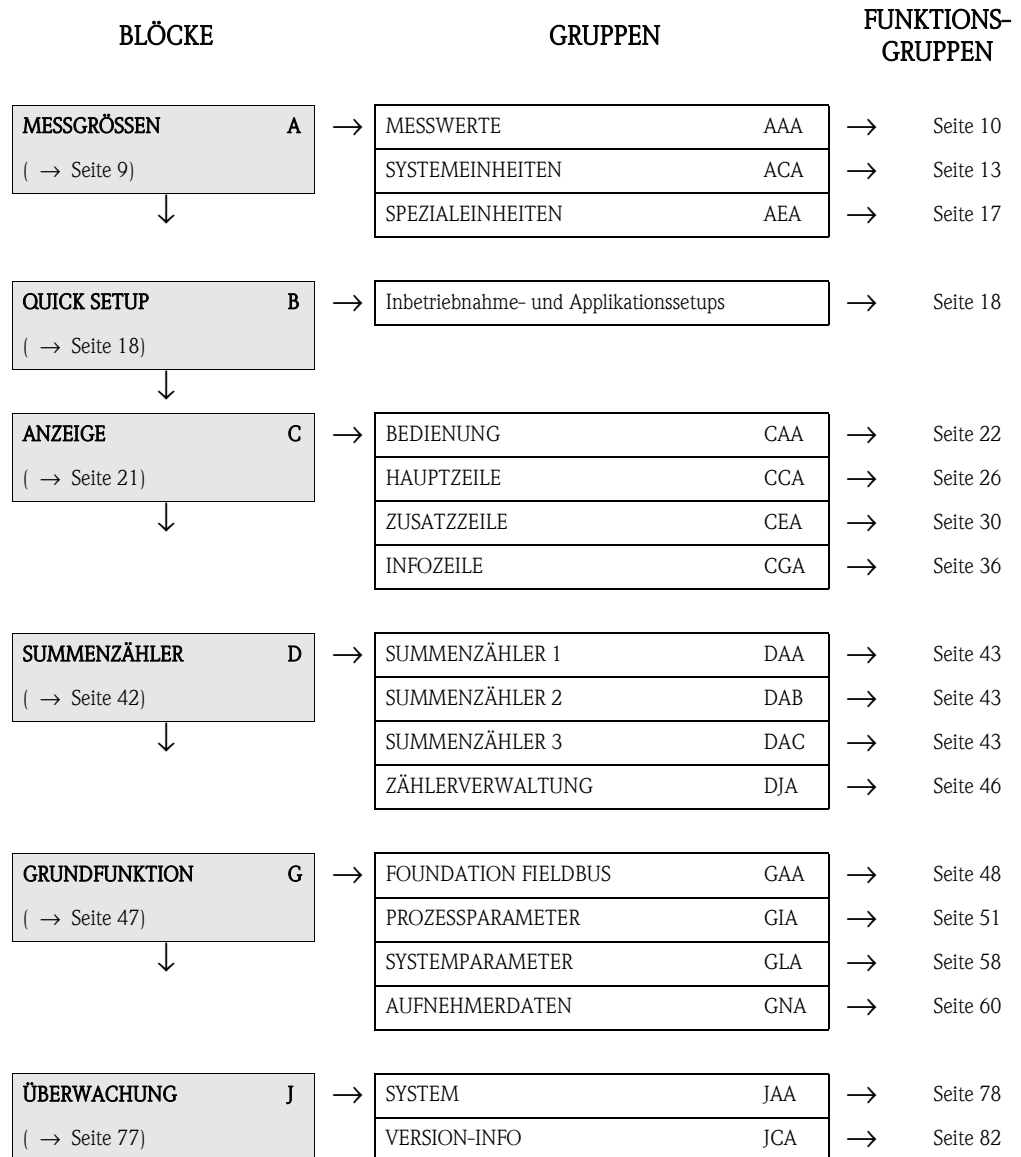 BLÖCKE GRUPPEN FUNKTIONS-
GRUPPEN
MESSGRÖSSEN A → MESSWERTE AAA → Seite 10
( → Seite 9) SYSTEMEINHEITEN ACA → Seite 13
↓ SPEZIALEINHEITEN AEA → Seite 17
QUICK SETUP B → Inbetriebnahme- und Applikationssetups → Seite 18
( → Seite 18)
↓
ANZEIGE C → BEDIENUNG CAA → Seite 22
( → Seite 21) HAUPTZEILE CCA → Seite 26
↓ ZUSATZZEILE CEA → Seite 30
INFOZEILE CGA → Seite 36
SUMMENZÄHLER D → SUMMENZÄHLER 1 DAA → Seite 43
( → Seite 42) SUMMENZÄHLER 2 DAB → Seite 43
↓ SUMMENZÄHLER 3 DAC → Seite 43
ZÄHLERVERWALTUNG DJA → Seite 46
GRUNDFUNKTION G → FOUNDATION FIELDBUS GAA → Seite 48
( → Seite 47) PROZESSPARAMETER GIA → Seite 51
↓ SYSTEMPARAMETER GLA → Seite 58
AUFNEHMERDATEN GNA → Seite 60
ÜBERWACHUNG J → SYSTEM JAA → Seite 78
( → Seite 77) VERSION-INFO JCA → Seite 82